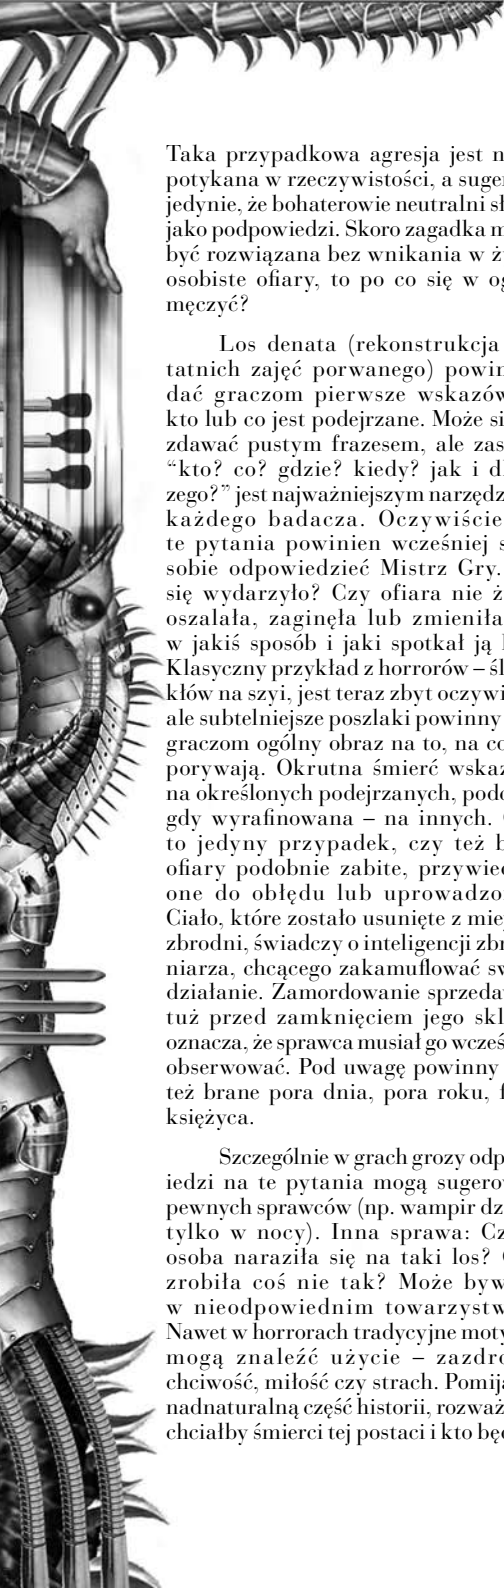 Taka przypadkowa agresja jest n
potykana w rzeczywistości, a suger
jedynie, że bohaterowie neutralni sł
jako podpowiedzi. Skoro zagadka m
być rozwiązana bez wnikania w ż
osobiste ofiary, to po co się w og
męczyć?
Los denata (rekonstrukcja
tatnich zajęć porwanego) powin
dać graczom pierwsze wskazów
kto lub co jest podejrzane. Może si
zdawać pustym frazesem, ale zas
“kto? co? gdzie? kiedy? jak i d
zego?” jest najważniejszym narzędz
każdego badacza. Oczywiście
te pytania powinien wcześniej s
sobie odpowiedzieć Mistrz Gry.
się wydarzyło? Czy ofiara nie ż
oszalała, zaginęła lub zmieniła
w jakiś sposób i jaki spotkał ją
Klasyczny przykład z horrorów – śl
kłów na szyi, jest teraz zbyt oczywi
ale subtelniejsze poszlaki powinny
graczom ogólny obraz na to, na co
porywają. Okrutna śmierć wskaz
na określonych podejrzanych, podc
gdy wyrafinowana – na innych.
to jedyny przypadek, czy też b
ofiary podobnie zabite, przywied
one do obłędu lub uprowadzo
Ciało, które zostało usunięte z miej
zbrodni, świadczy o inteligencji zbr
niarza, chcącego zakamuflować sw
działanie. Zamordowanie sprzeda
tuż przed zamknięciem jego skl
oznacza, że sprawca musiał go wcześ
obserwować. Pod uwagę powinny
też brane pora dnia, pora roku, f
księżyca.
Szczególnie w grach grozy odp
iedzi na te pytania mogą sugerow
pewnych sprawców (np. wampir dz
tylko w nocy). Inna sprawa: Cz
osoba naraziła się na taki los?
zrobiła coś nie tak? Może byw
w nieodpowiednim towarzystw
Nawet w horrorach tradycyjne moty
mogą znaleźć użycie – zazdro
chciwość, miłość czy strach. Pomija
nadnaturalną część historii, rozważ
chciałby śmierci tej postaci i kto bę